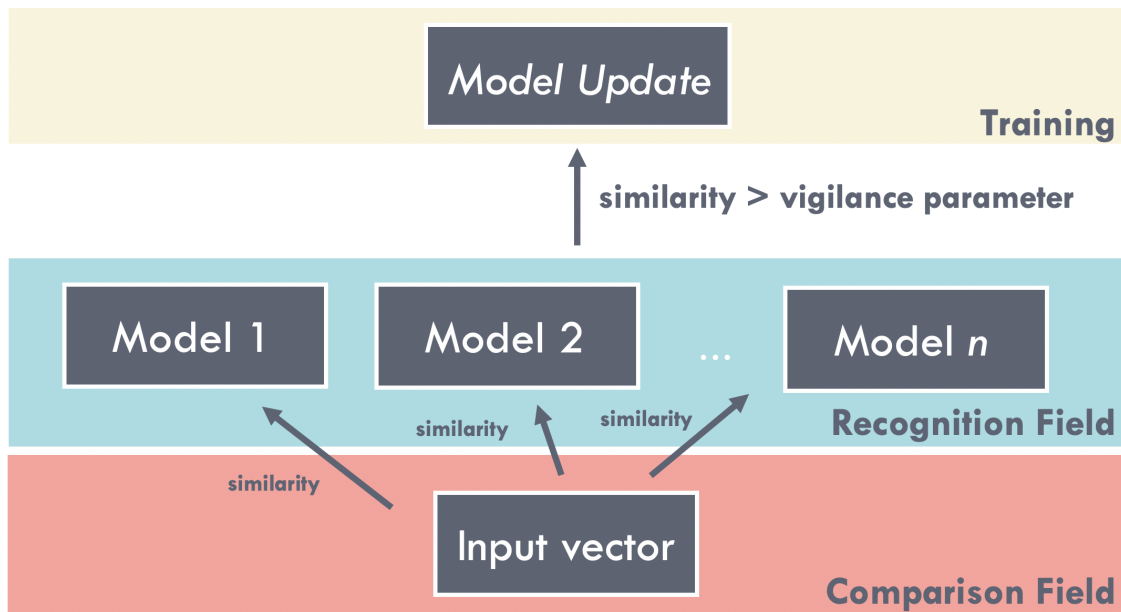 Model Update
Training
similarity > vigilance parameter
Model 1
Model 2
...
Model n
Recognition Field
similarity
similarity
similarity
Input vector
Comparison Field